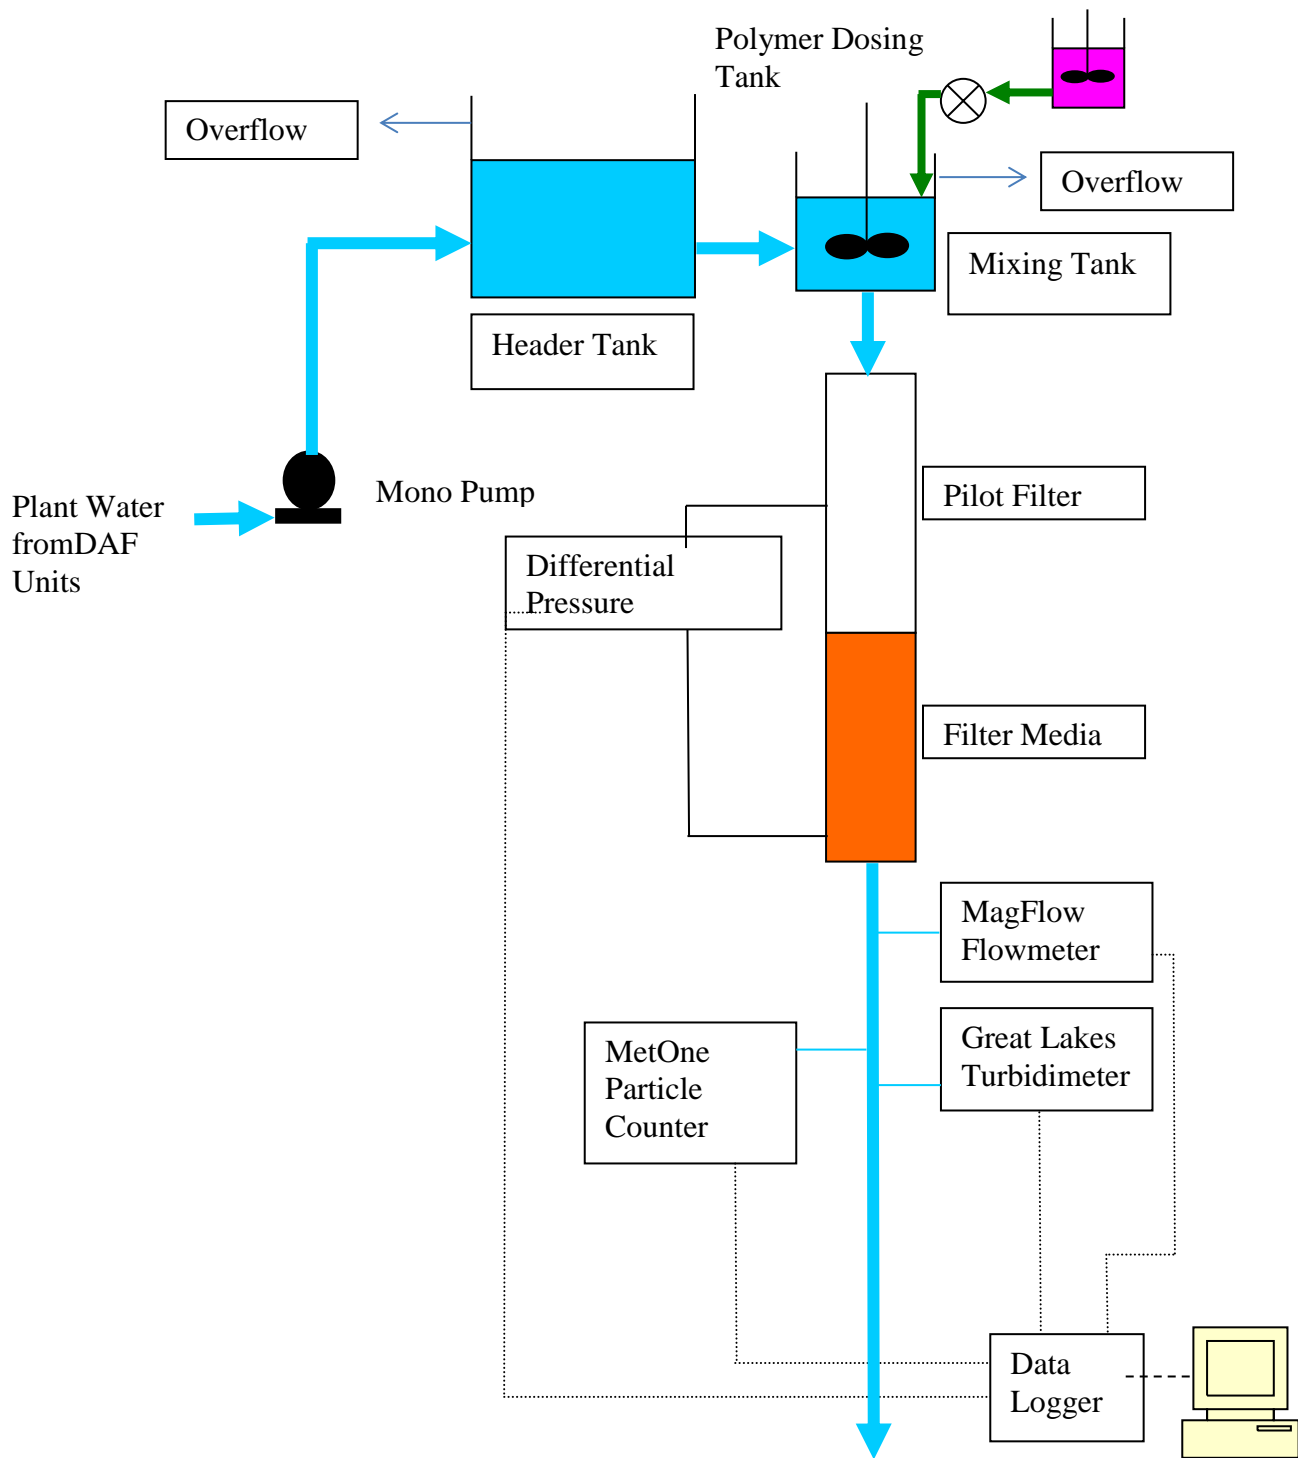 Polymer Dosing
Tank
Overflow
Overflow
Mixing Tank
Header Tank
Mono Pump
Plant Water
fromDAF
Units
Pilot Filter
Differential
Pressure
Filter Media
MagFlow
Flowmeter
Great Lakes
Turbidimeter
MetOne
Particle
Counter
Data
Logger